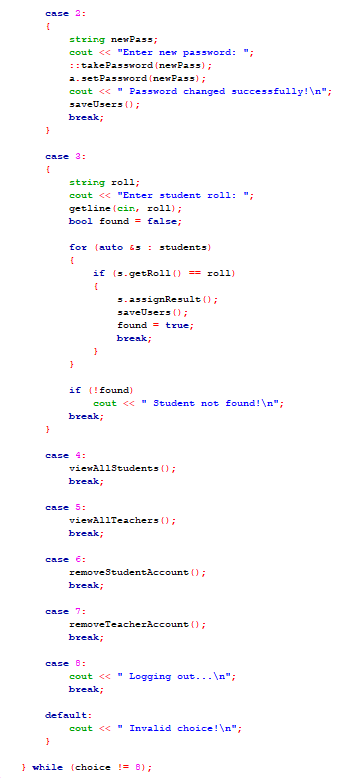 case 2:
{
string newPass;
cout << "Enter new password: ";
::takePassword(newPass);
a.setPassword(newPass);
cout << " Password changed successfully!\n";
saveUsers();
break;
}
case 3:
{
string roll;
cout << "Enter student roll: ";
getline(cin, roll);
bool found = false;
for (auto &s : students)
{
if (s.getRoll() == roll)
{
s.assignResult();
saveUsers();
found = true;
break;
}
}
if (!found)
cout << " Student not found!\n";
break;
}
case 4:
viewAllStudents();
break;
case 5:
viewAllTeachers();
break;
case 6:
removeStudentAccount();
break;
case 7:
removeTeacherAccount();
break;
case 8:
cout << " Logging out...\n";
break;
default:
cout << " Invalid choice!\n";
}
} while (choice != 8);